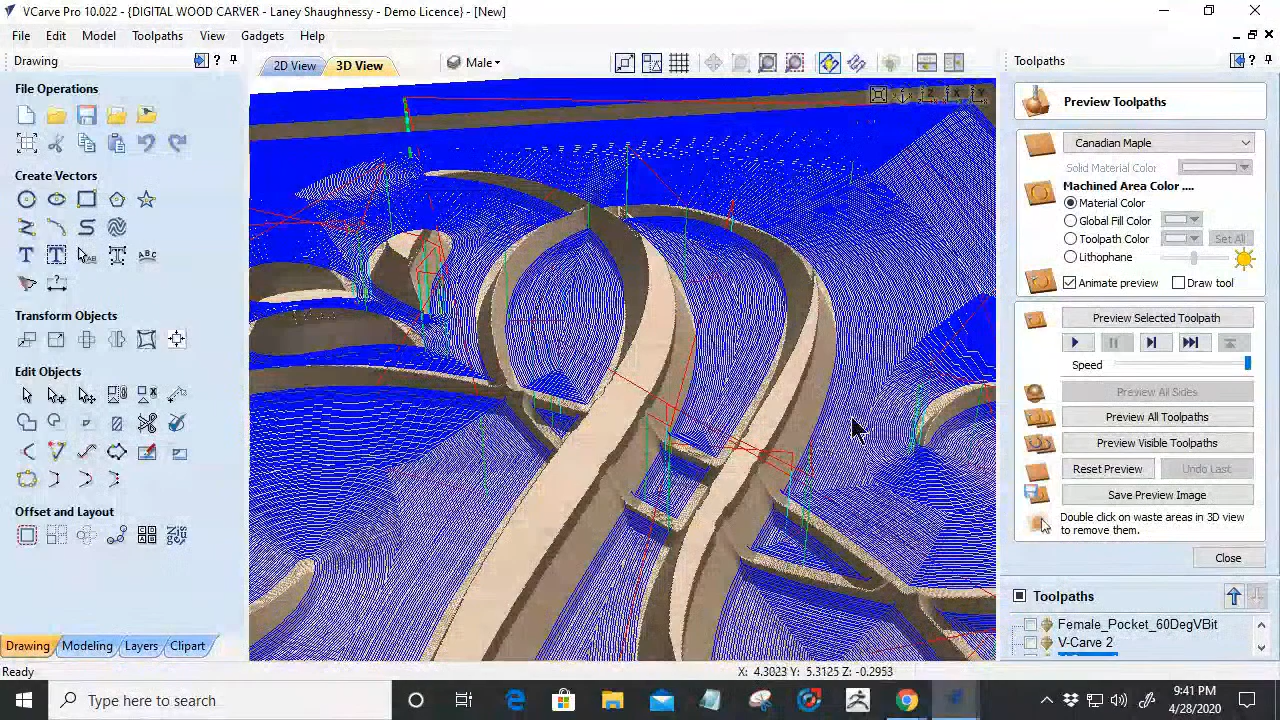 VCarve Pro 10.022 - {DIGITAL WOOD CARVER - Laney Shaughnessy - Demo Licence} - [New]
File Edit Model Toolpaths View Gadgets Help
Drawing
File Operations
Create Vectors
Transform Objects
Edit Objects
Offset and Layout
Drawing Modeling Layers Clipart
2D View 3D View Male
Toolpaths
Preview Toolpaths
Canadian Maple
Solid Material Color
Machined Area Color ....
Material Color
Global Fill Color
Toolpath Color Set All
Lithophane
Animate preview Draw tool
Preview Selected Toolpath
Speed
Preview All Sides
Preview All Toolpaths
Preview Visible Toolpaths
Reset Preview Undo Last
Save Preview Image
Double click on waste areas in 3D view
to remove them.
Close
Toolpaths
Female_Pocket_60DegVBit
V-Carve 2
Ready X: 4.3023 Y: 5.3125 Z: -0.2953
Type here to search
9:41 PM
4/28/2020